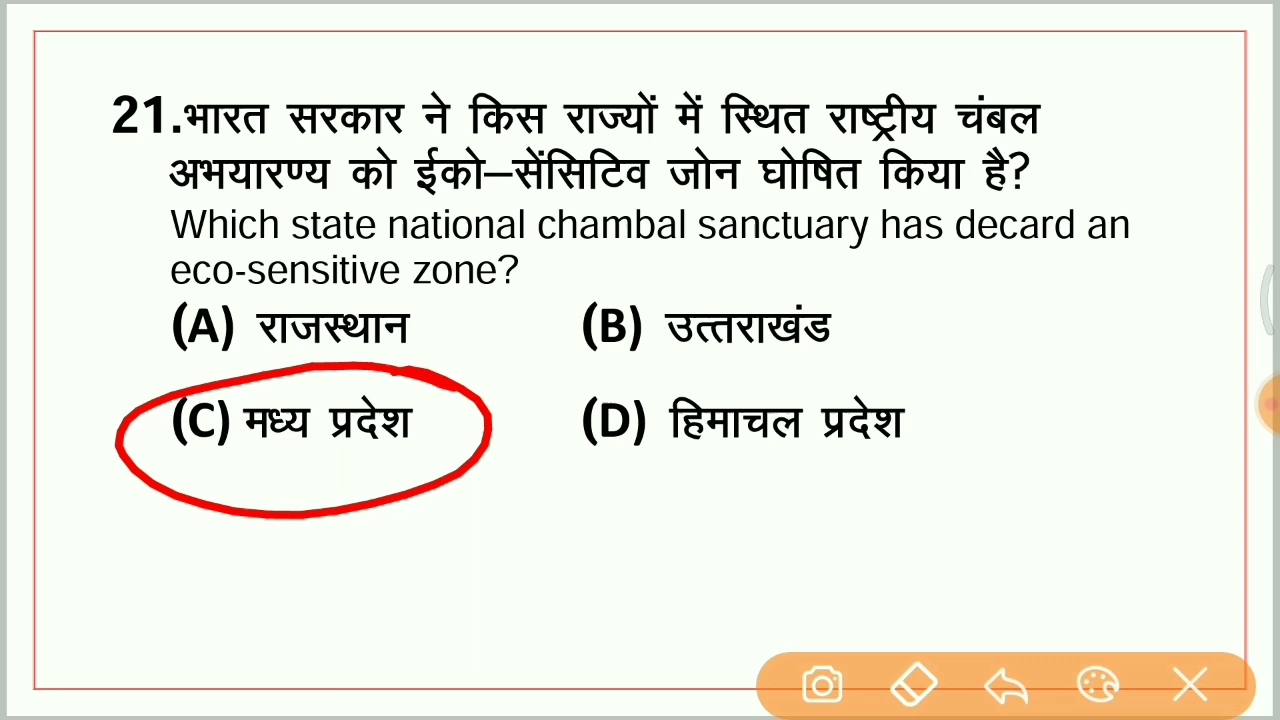 21.भारत सरकार ने किस राज्यों में स्थित राष्ट्रीय चंबल
अभयारण्य को ईको–सेंसिटिव जोन घोषित किया है?
Which state national chambal sanctuary has decard an
eco-sensitive zone?
(A) राजस्थान (B) उत्तराखंड
(C) मध्य प्रदेश (D) हिमाचल प्रदेश